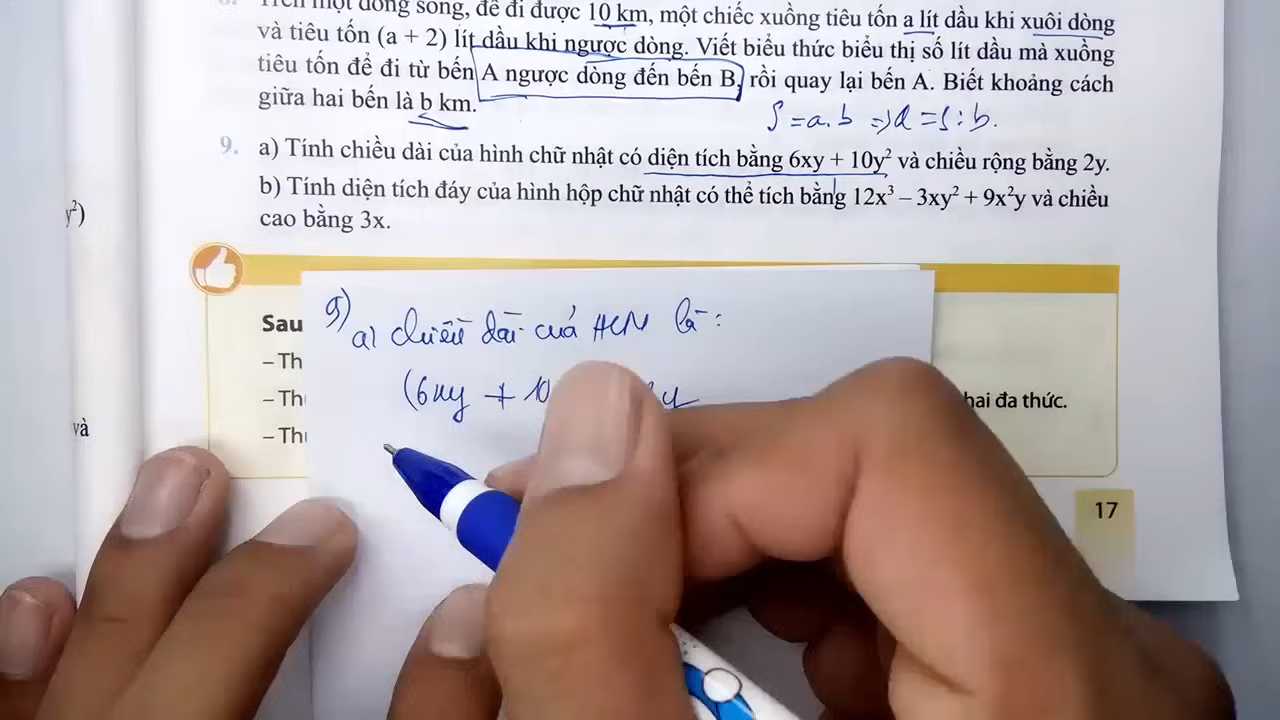 Trên một dòng sông, để đi được 10 km, một chiếc xuồng tiêu tốn a lít dầu khi xuôi dòng
và tiêu tốn (a + 2) lít dầu khi ngược dòng. Viết biểu thức biểu thị số lít dầu mà xuồng
tiêu tốn để đi từ bến A ngược dòng đến bến B, rồi quay lại bến A. Biết khoảng cách
giữa hai bến là b km.
S = a.b => a = S : b.
9. a) Tính chiều dài của hình chữ nhật có diện tích bằng 6xy + 10y² và chiều rộng bằng 2y.
b) Tính diện tích đáy của hình hộp chữ nhật có thể tích bằng 12x³ – 3xy² + 9x²y và chiều
cao bằng 3x.
y²)
và
9)
a) chiều dài của HCN là:
(6xy + 10
Sau
– Th
– Th
– Th
hai đa thức.
17